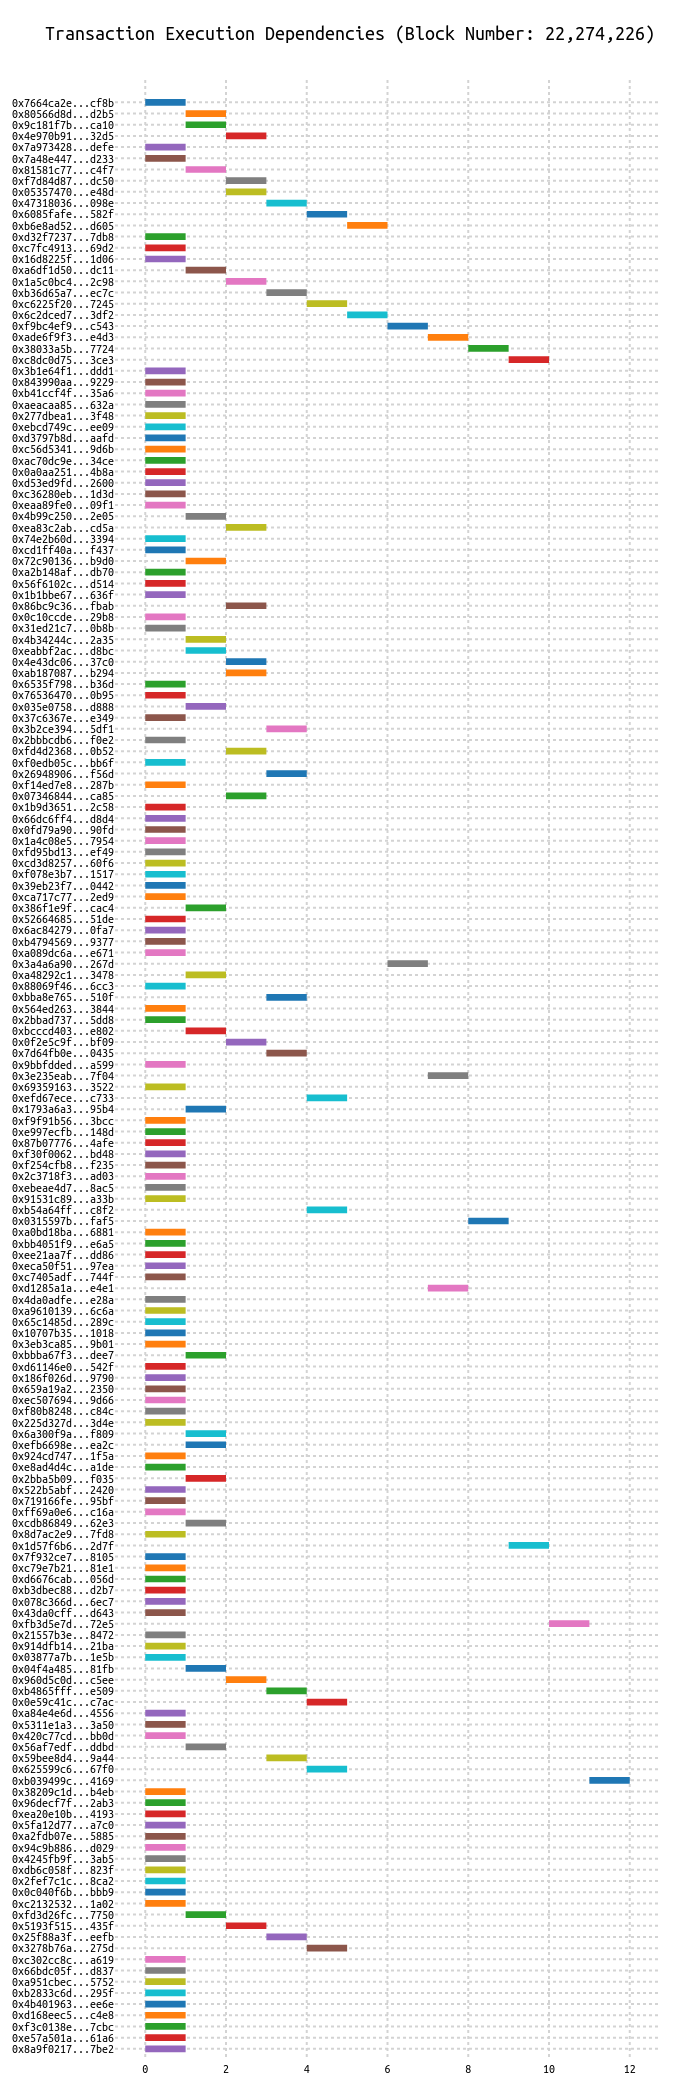 Transaction Execution Dependencies (Block Number: 22,274,226)
0x7664ca2e...cf8b
0x80566d8d...d2b5
0x9c181f7b...ca10
0x4e970b91...32d5
0x7a973428...defe
0x7a48e447...d233
0x81581c77...c4f7
0xf7d84d87...dc50
0x05357470...e48d
0x47318036...098e
0x6085fafe...582f
0xb6e8ad52...d605
0xd32f7237...7db8
0xc7fc4913...69d2
0x16d8225f...1d06
0xa6df1d50...dc11
0x1a5c0bc4...2c98
0xb36d65a7...ec7c
0xc6225f20...7245
0x6c2dced7...3df2
0xf9bc4ef9...c543
0xade6f9f3...e4d3
0x38033a5b...7724
0xc8dc0d75...3ce3
0x3b1e64f1...ddd1
0x843990aa...9229
0xb41ccf4f...35a6
0xaeacaa85...632a
0x277dbea1...3f48
0xebcd749c...ee09
0xd3797b8d...aafd
0xc56d5341...9d6b
0xac70dc9e...34ce
0x0a0aa251...4b8a
0xd53ed9fd...2600
0xc36280eb...1d3d
0xeaa89fe0...09f1
0x4b99c250...2e05
0xea83c2ab...cd5a
0x74e2b60d...3394
0xcd1ff40a...f437
0x72c90136...b9d0
0xa2b148af...db70
0x56f6102c...d514
0x1b1bbe67...636f
0x86bc9c36...fbab
0x0c10ccde...29b8
0x31ed21c7...0b8b
0x4b34244c...2a35
0xeabbf2ac...d8bc
0x4e43dc06...37c0
0xab187087...b294
0x6535f798...b36d
0x76536470...0b95
0x035e0758...d888
0x37c6367e...e349
0x3b2ce394...5df1
0x2bbbcdb6...f0e2
0xfd4d2368...0b52
0xf0edb05c...bb6f
0x26948906...f56d
0xf14ed7e8...287b
0x07346844...ca85
0x1b9d3651...2c58
0x66dc6ff4...d8d4
0x0fd79a90...90fd
0x1a4c08e5...7954
0xfd95bd13...ef49
0xcd3d8257...60f6
0xf078e3b7...1517
0x39eb23f7...0442
0xca717c77...2ed9
0x386f1e9f...cac4
0x52664685...51de
0x6ac84279...0fa7
0xb4794569...9377
0xa089dc6a...e671
0x3a4a6a90...267d
0xa48292c1...3478
0x88069f46...6cc3
0xbba8e765...510f
0x564ed263...3844
0x2bbad737...5dd8
0xbcccd403...e802
0x0f2e5c9f...bf09
0x7d64fb0e...0435
0x9bbfdded...a599
0x3e235eab...7f04
0x69359163...3522
0xefd67ece...c733
0x1793a6a3...95b4
0xf9f91b56...3bcc
0xe997ecfb...148d
0x87b07776...4afe
0xf30f0062...bd48
0xf254cfb8...f235
0x2c3718f3...ad03
0xebeae4d7...8ac5
0x91531c89...a33b
0xb54a64ff...c8f2
0x0315597b...faf5
0xa0bd18ba...6881
0xbb4051f9...e6a5
0xee21aa7f...dd86
0xeca50f51...97ea
0xc7405adf...744f
0xd1285a1a...e4e1
0x4da0adfe...e28a
0xa9610139...6c6a
0x65c1485d...289c
0x10707b35...1018
0x3eb3ca85...9b01
0xbbba67f3...dee7
0xd61146e0...542f
0x186f026d...9790
0x659a19a2...2350
0xec507694...9d66
0xf80b8248...c84c
0x225d327d...3d4e
0x6a300f9a...f809
0xefb6698e...ea2c
0x924cd747...1f5a
0xe8ad4d4c...a1de
0x2bba5b09...f035
0x522b5abf...2420
0x719166fe...95bf
0xff69a0e6...c16a
0xcdb86849...62e3
0x8d7ac2e9...7fd8
0x1d57f6b6...2d7f
0x7f932ce7...8105
0xc79e7b21...81e1
0xd6676cab...056d
0xb3dbec88...d2b7
0x078c366d...6ec7
0x43da0cff...d643
0xfb3d5e7d...72e5
0x21557b3e...8472
0x914dfb14...21ba
0x03877a7b...1e5b
0x04f4a485...81fb
0x960d5c0d...c5ee
0xb4865fff...e509
0x0e59c41c...c7ac
0xa84e4e6d...4556
0x5311e1a3...3a50
0x420c77cd...bb0d
0x56af7edf...ddbd
0x59bee8d4...9a44
0x625599c6...67f0
0xb039499c...4169
0x38209c1d...b4eb
0x96decf7f...2ab3
0xea20e10b...4193
0x5fa12d77...a7c0
0xa2fdb07e...5885
0x94c9b886...d029
0x4245fb9f...3ab5
0xdb6c058f...823f
0x2fef7c1c...8ca2
0x0c040f6b...bbb9
0xc2132532...1a02
0xfd3d26fc...7750
0x5193f515...435f
0x25f88a3f...eefb
0x3278b76a...275d
0xc302cc8c...a619
0x66bdc05f...d837
0xa951cbec...5752
0xb2833c6d...295f
0x4b401963...ee6e
0xd168eec5...c4e8
0xf3c0138e...7cbc
0xe57a501a...61a6
0x8a9f0217...7be2
0 2 4 6 8 10 12